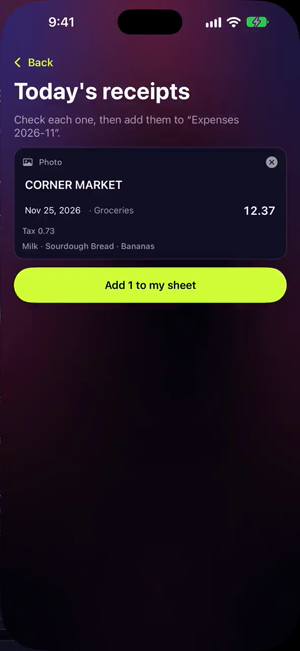 9:41
Back
Today's receipts
Check each one, then add them to “Expenses
2026-11”.
Photo
CORNER MARKET
Nov 25, 2026 · Groceries 12.37
Tax 0.73
Milk · Sourdough Bread · Bananas
Add 1 to my sheet